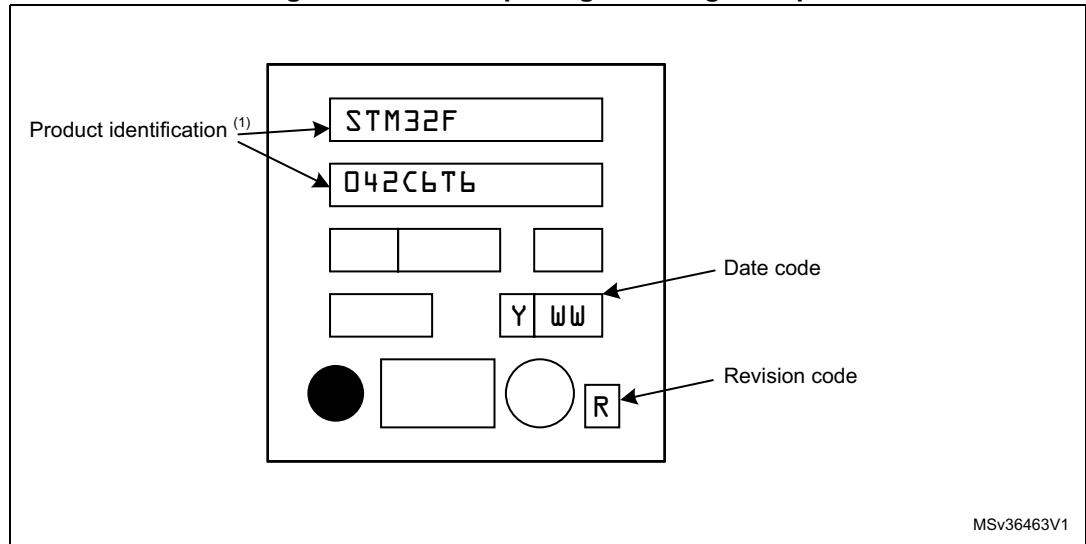 STM32F
Product identification (1)
042C6T6
Date code
Y WW
Revision code
R
MSv36463V1